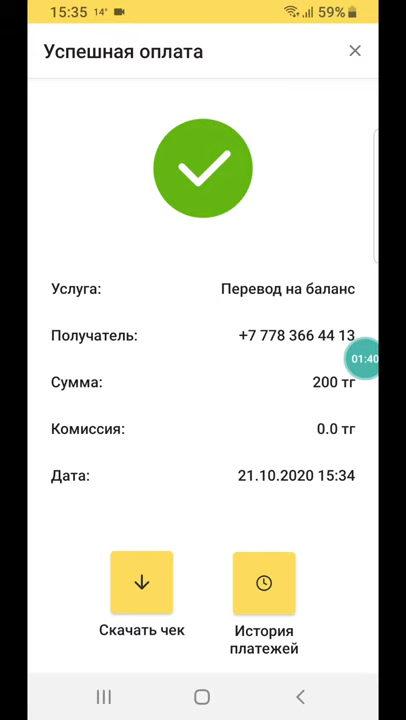 15:35 14° 59%
Успешная оплата
Услуга: Перевод на баланс
Получатель: +7 778 366 44 13
01:40
Сумма: 200 тг
Комиссия: 0.0 тг
Дата: 21.10.2020 15:34
Скачать чек
История
платежей